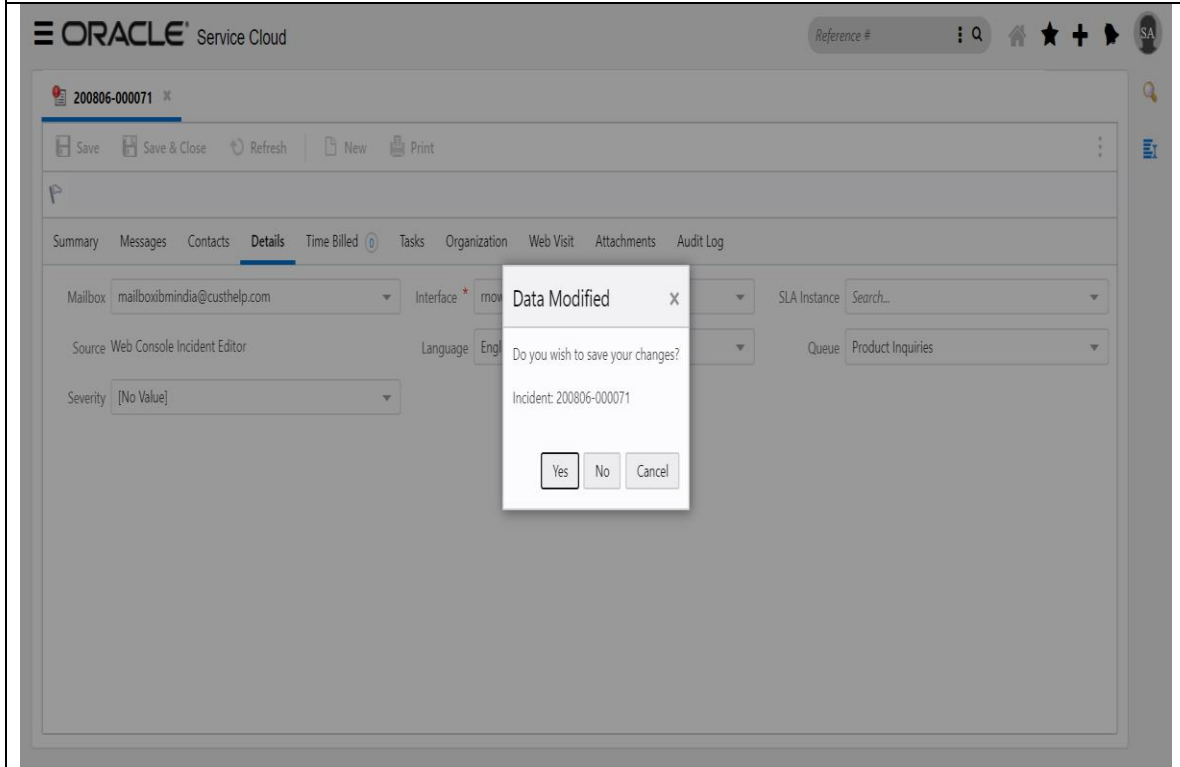 ORACLE® Service Cloud Reference # SA
200806-000071 x
Save Save & Close Refresh New Print
Summary Messages Contacts Details Time Billed 0 Tasks Organization Web Visit Attachments Audit Log
Mailbox mailboxibmindia@custhelp.com Interface * SLA Instance Search...
Source Web Console Incident Editor Language Engl Queue Product Inquiries
Severity [No Value]
Data Modified x
Do you wish to save your changes?
Incident: 200806-000071
Yes No Cancel